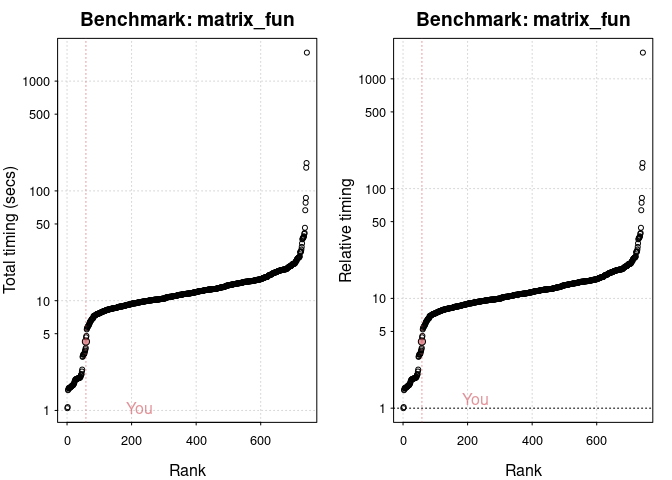 Benchmark: matrix_fun
Total timing (secs)
1000
500
100
50
10
5
1
You
0
200
400
600
Rank
Benchmark: matrix_fun
Relative timing
1000
500
100
50
10
5
1
You
0
200
400
600
Rank